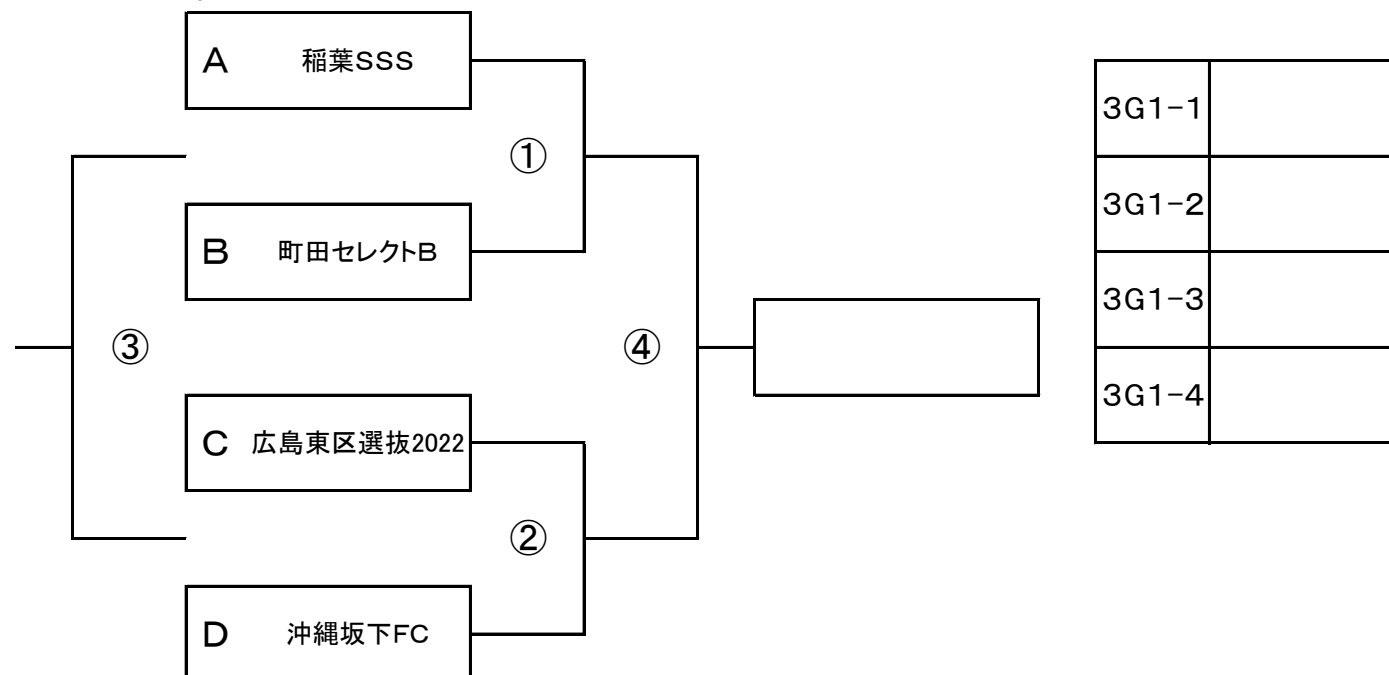 A 稲葉SSS
①
B 町田セレクトB
③
④
C 広島東区選抜2022
②
D 沖縄坂下FC
3G1-1
3G1-2
3G1-3
3G1-4